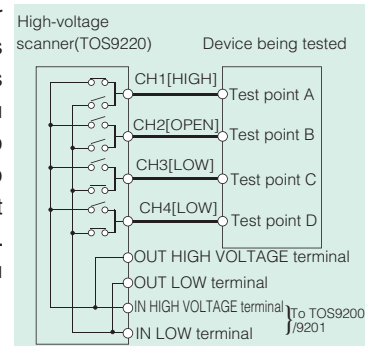 High-voltage
scanner(TOS9220)
Device being tested
CH1[HIGH]
Test point A
CH2[OPEN]
Test point B
CH3[LOW]
Test point C
CH4[LOW]
Test point D
OUT HIGH VOLTAGE terminal
OUT LOW terminal
IN HIGH VOLTAGE terminal
To TOS9200
/9201
IN LOW terminal